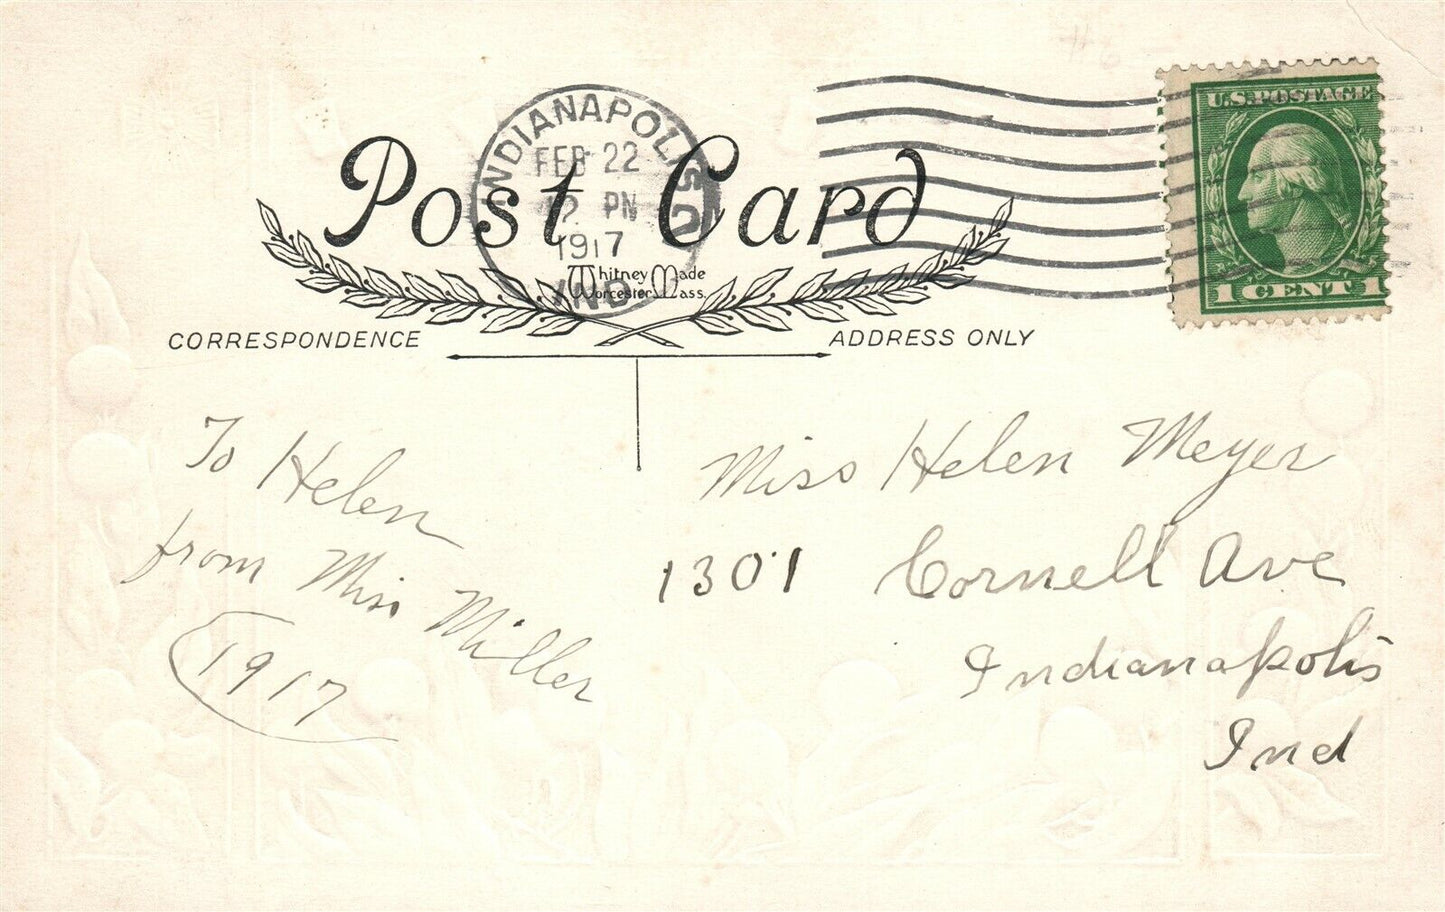 Post Card
Whitney Made
Worcester Mass.
INDIANAPOLIS
FEB 22
12 PM
1917
IND.
U.S. POSTAGE
1 CENT 1
CORRESPONDENCE
ADDRESS ONLY
To Helen
from Miss Miller
(1917
Miss Helen Meyer
1301 Cornell Ave
Indianapolis
Ind